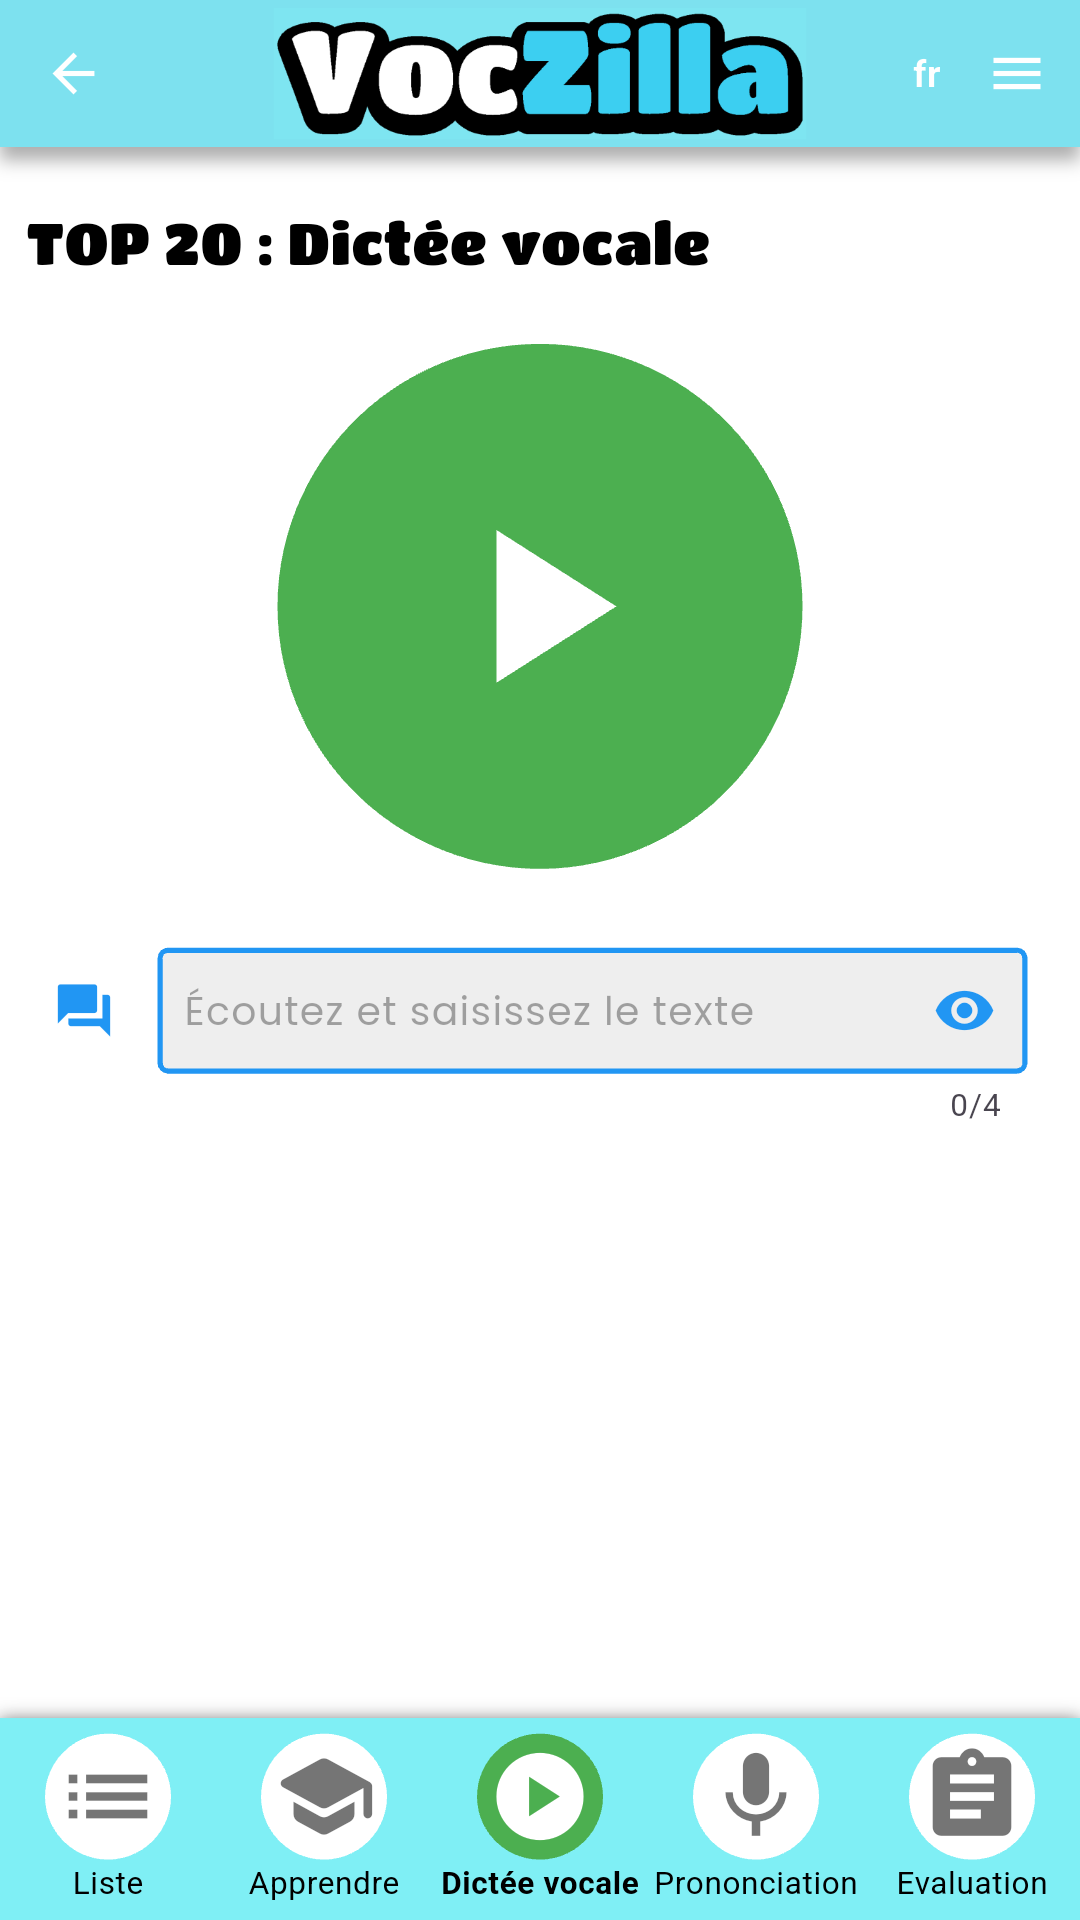 VocZilla
fr
TOP 20 : Dictée vocale
Écoutez et saisissez le texte
0/4
Liste
Apprendre
Dictée vocale
Prononciation
Evaluation